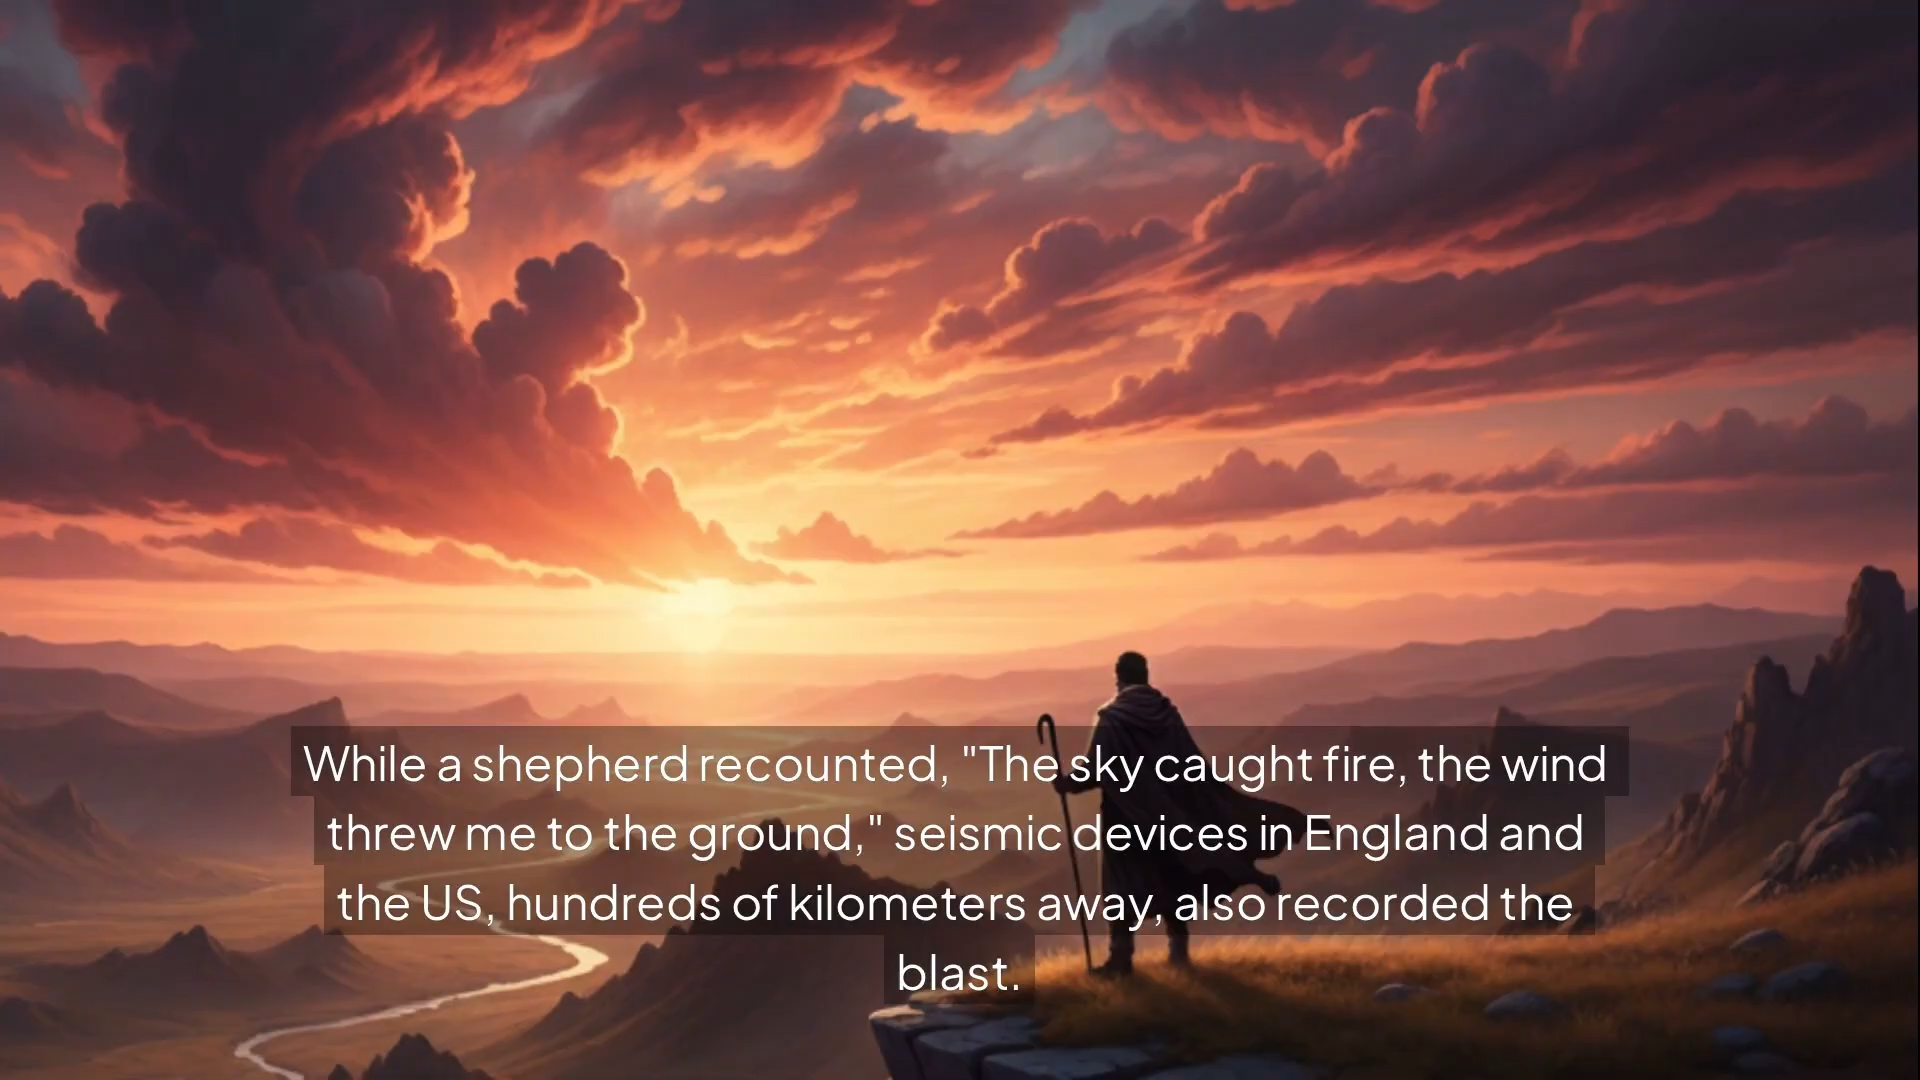 While a shepherd recounted, "The sky caught fire, the wind
threw me to the ground," seismic devices in England and
the US, hundreds of kilometers away, also recorded the
blast.